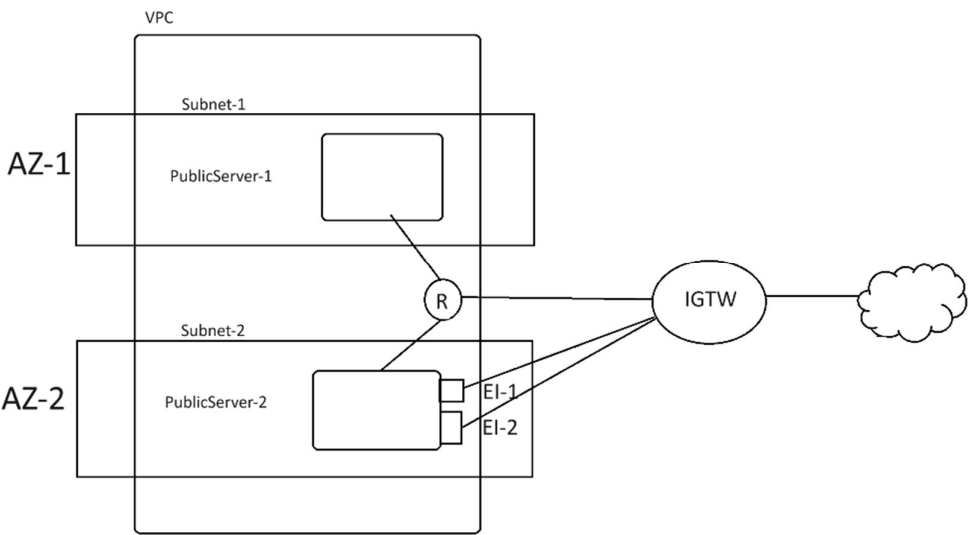 VPC
Subnet-1
AZ-1
PublicServer-1
R
IGTW
Subnet-2
AZ-2
PublicServer-2
EI-1
EI-2